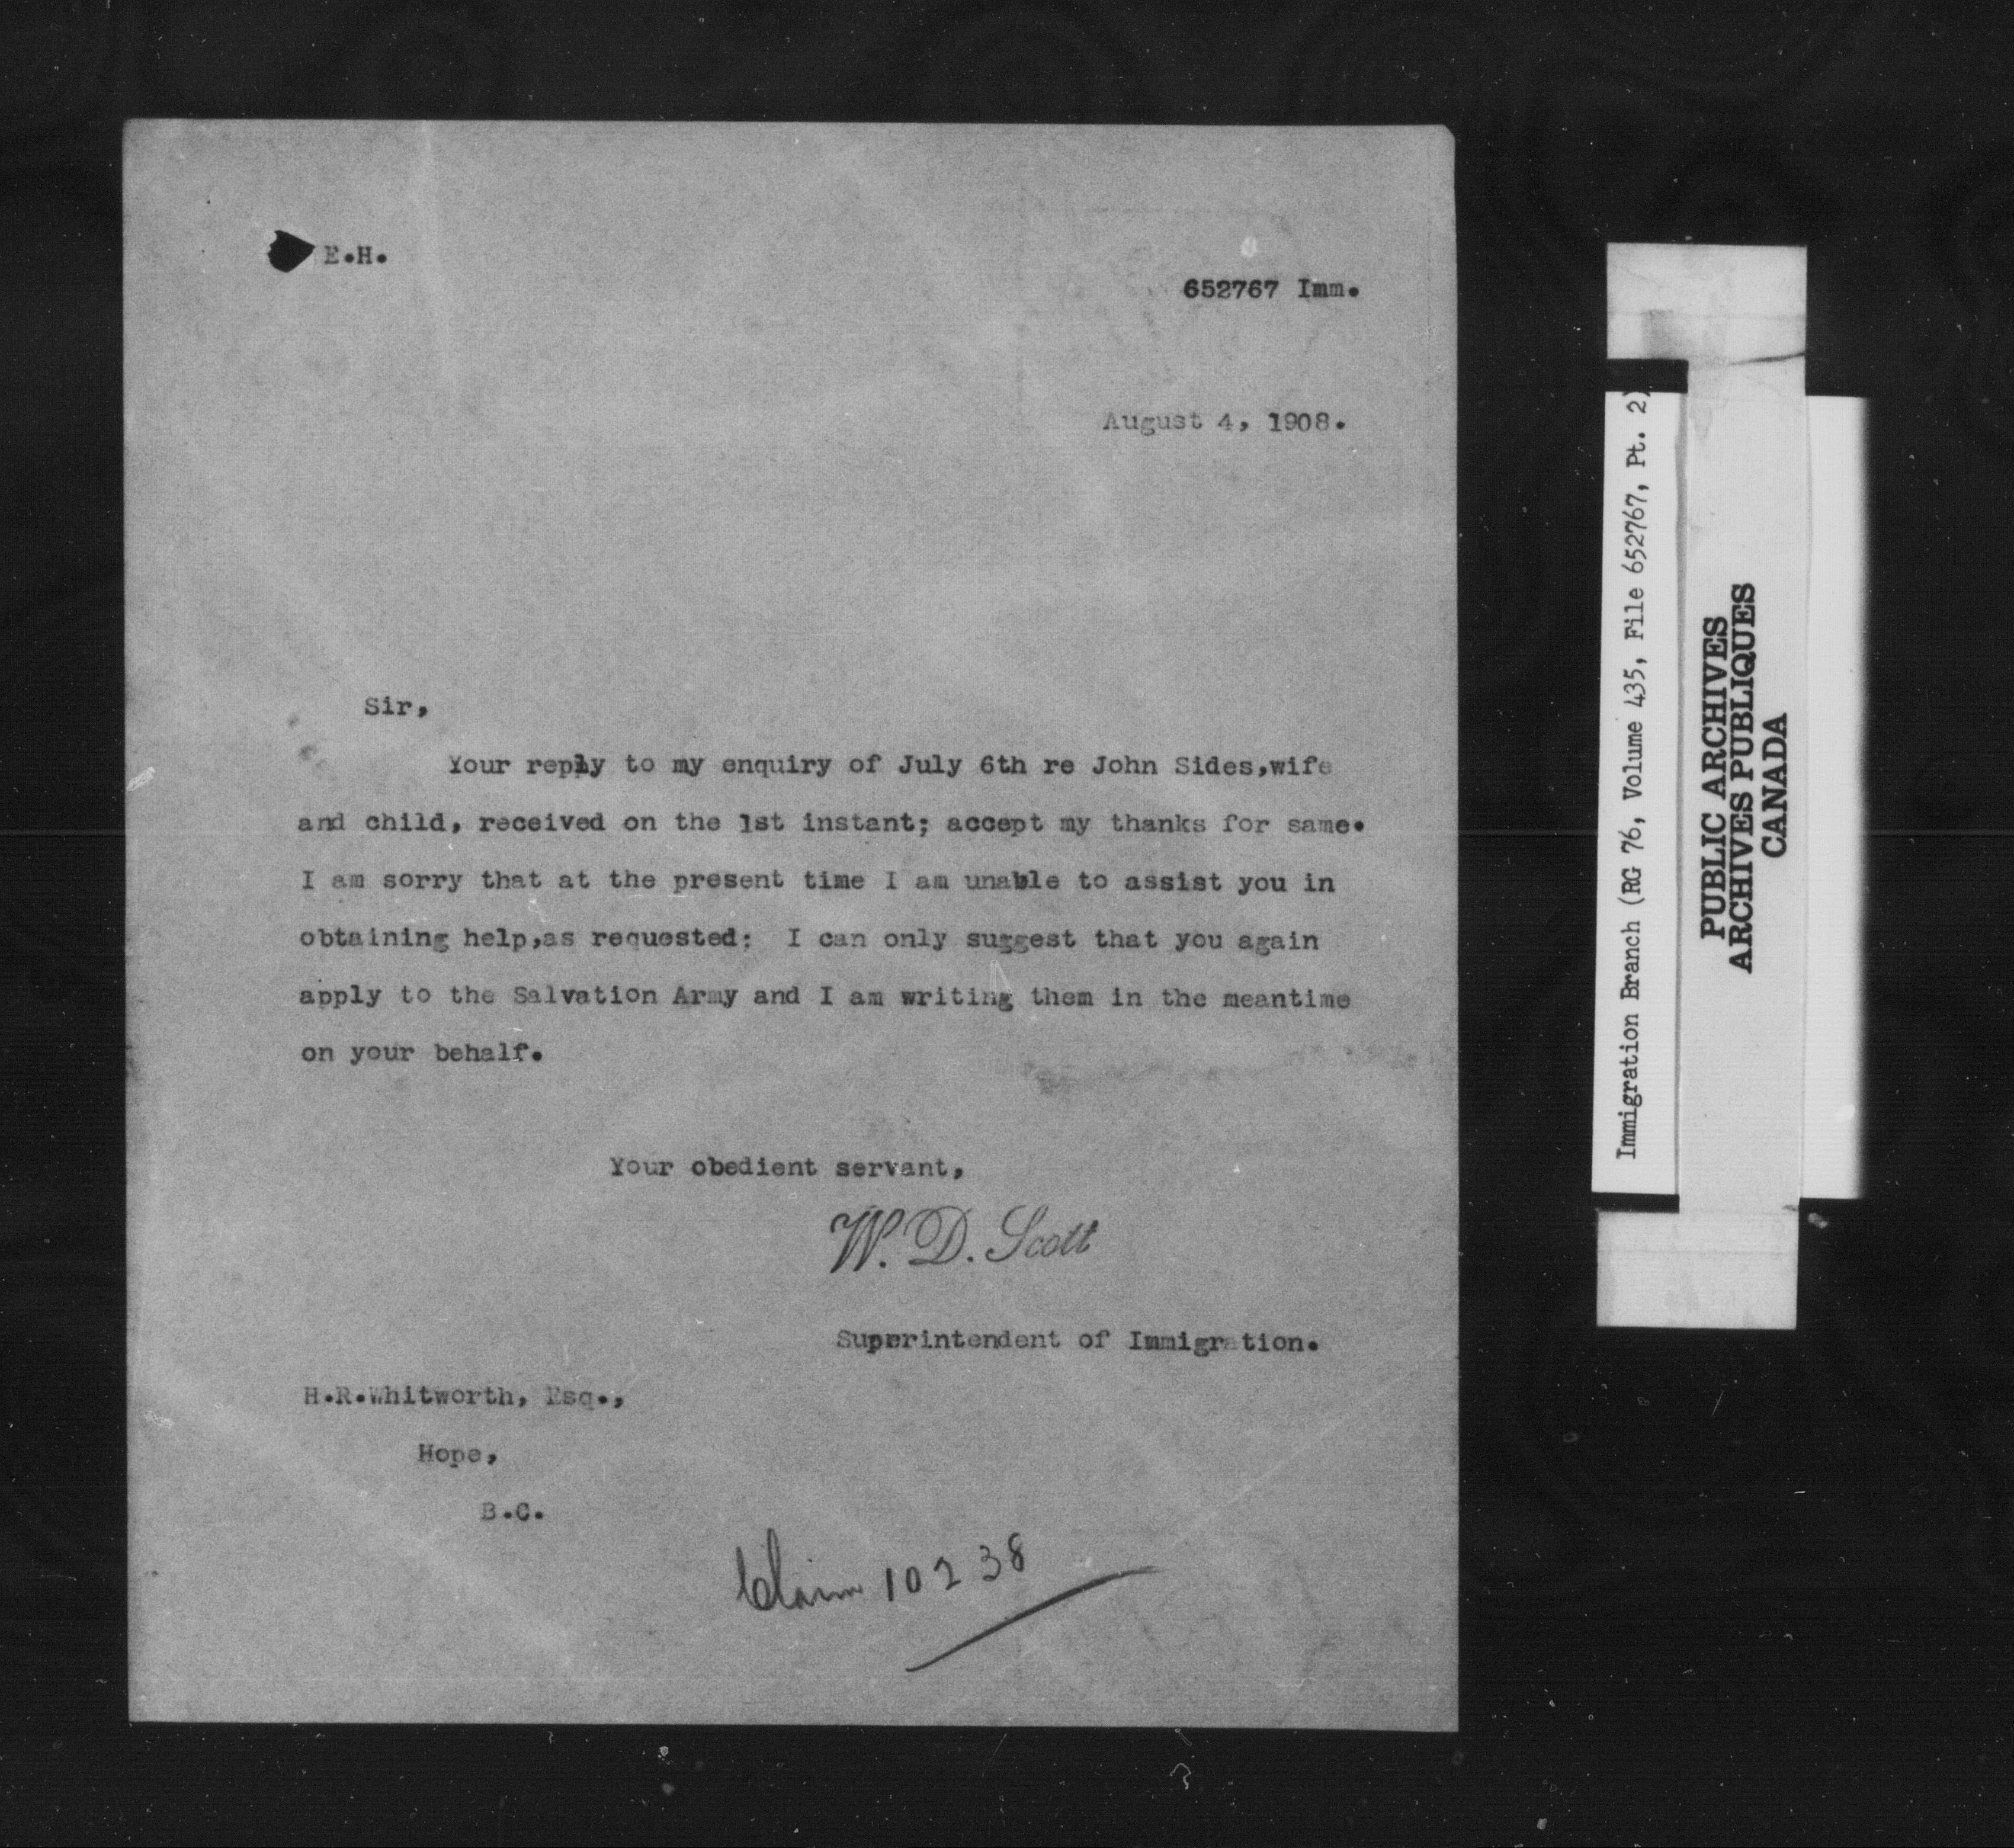 E.H.
652767 Imm.
August 4, 1908.
Sir,
Your reply to my enquiry of July 6th re John Sides,wife
and child, received on the 1st instant; accept my thanks for same.
I am sorry that at the present time I am unable to assist you in
obtaining help,as requested; I can only suggest that you again
apply to the Salvation Army and I am writing them in the meantime
on your behalf.
Your obedient servant,
W. D. Scott
Superintendent of Immigration.
H.R.Whitworth, Esq.,
Hope,
B.C.
Claim 10238
Immigration Branch (RG 76, Volume 435, File 652767, Pt. 2)
PUBLIC ARCHIVES
ARCHIVES PUBLIQUES
CANADA